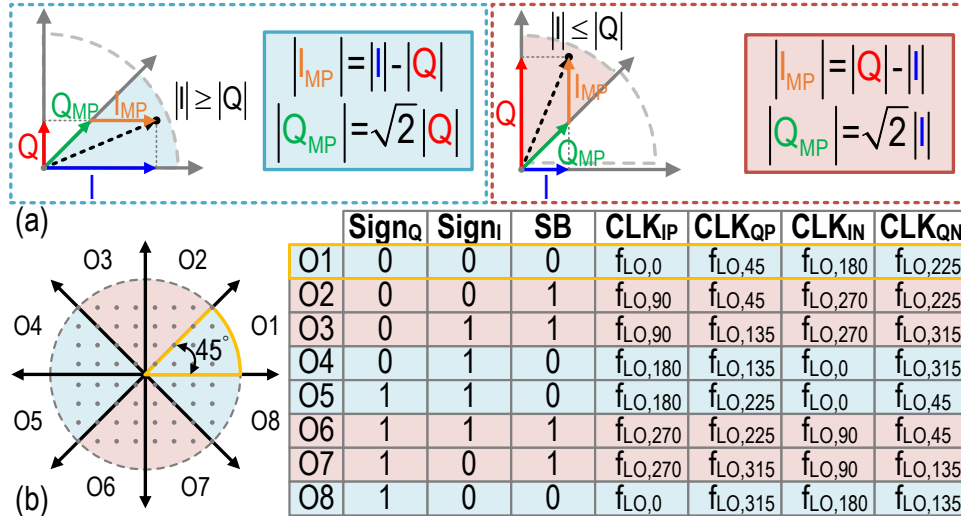 Q
Q_MP
I_MP
I
|I| ≥ |Q|
|I_MP| = |I| - |Q|
|Q_MP| = √2 |Q|
|I| ≤ |Q|
Q
I_MP
Q_MP
I
|I_MP| = |Q| - |I|
|Q_MP| = √2 |I|
(a)
O3 O2
O4 O1
45°
O5 O8
O6 O7
(b)
Sign_Q Sign_I SB CLK_IP CLK_QP CLK_IN CLK_QN
O1 0 0 0 f_LO,0 f_LO,45 f_LO,180 f_LO,225
O2 0 0 1 f_LO,90 f_LO,45 f_LO,270 f_LO,225
O3 0 1 1 f_LO,90 f_LO,135 f_LO,270 f_LO,315
O4 0 1 0 f_LO,180 f_LO,135 f_LO,0 f_LO,315
O5 1 1 0 f_LO,180 f_LO,225 f_LO,0 f_LO,45
O6 1 1 1 f_LO,270 f_LO,225 f_LO,90 f_LO,45
O7 1 0 1 f_LO,270 f_LO,315 f_LO,90 f_LO,135
O8 1 0 0 f_LO,0 f_LO,315 f_LO,180 f_LO,135